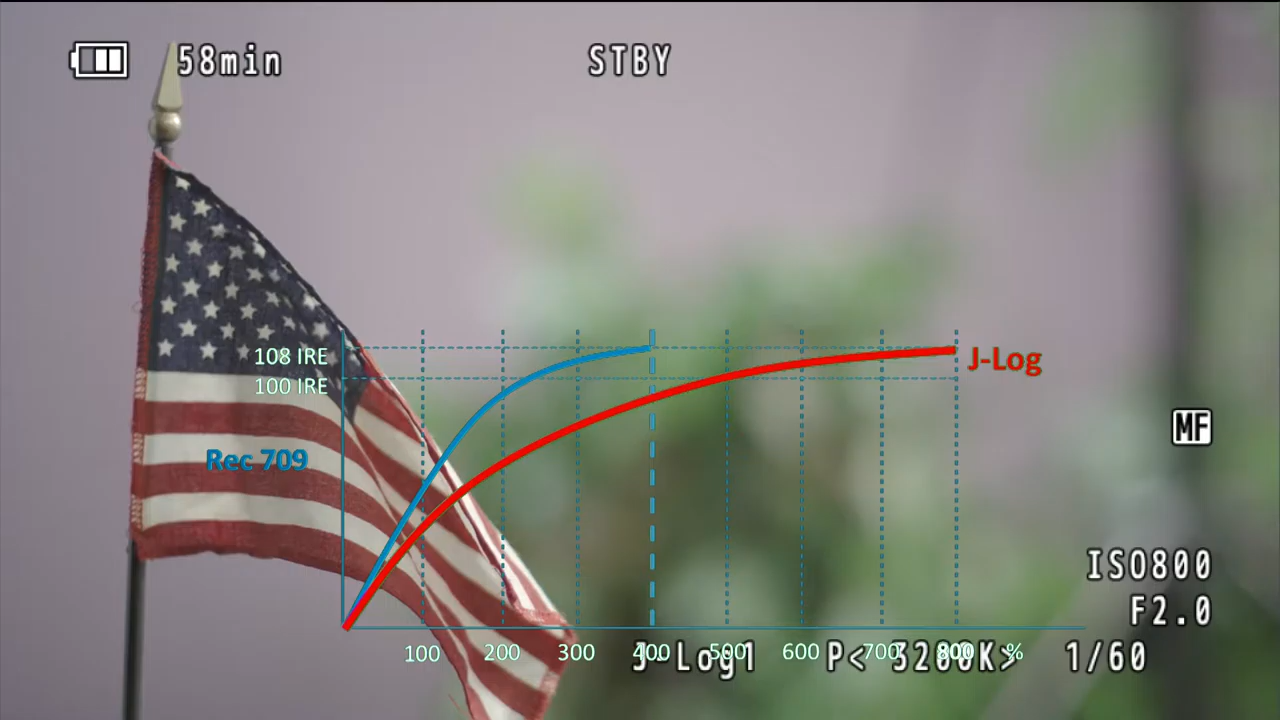 58min
STBY
108 IRE
100 IRE
J-Log
MF
Rec 709
ISO800
F2.0
100 200 300 400 500 600 700 800 %
J-Log1 P< 3200K> 1/60